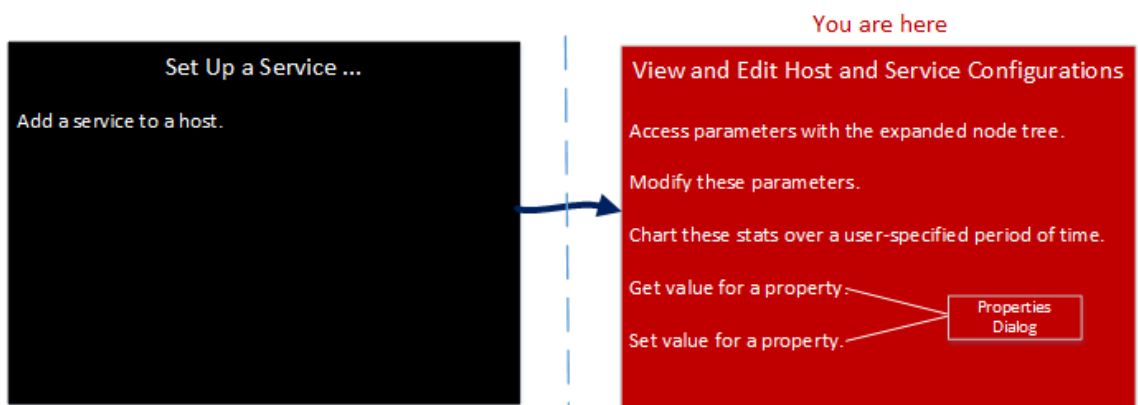 You are here
Set Up a Service ...
Add a service to a host.
View and Edit Host and Service Configurations
Access parameters with the expanded node tree.
Modify these parameters.
Chart these stats over a user-specified period of time.
Get value for a property.
Set value for a property.
Properties
Dialog